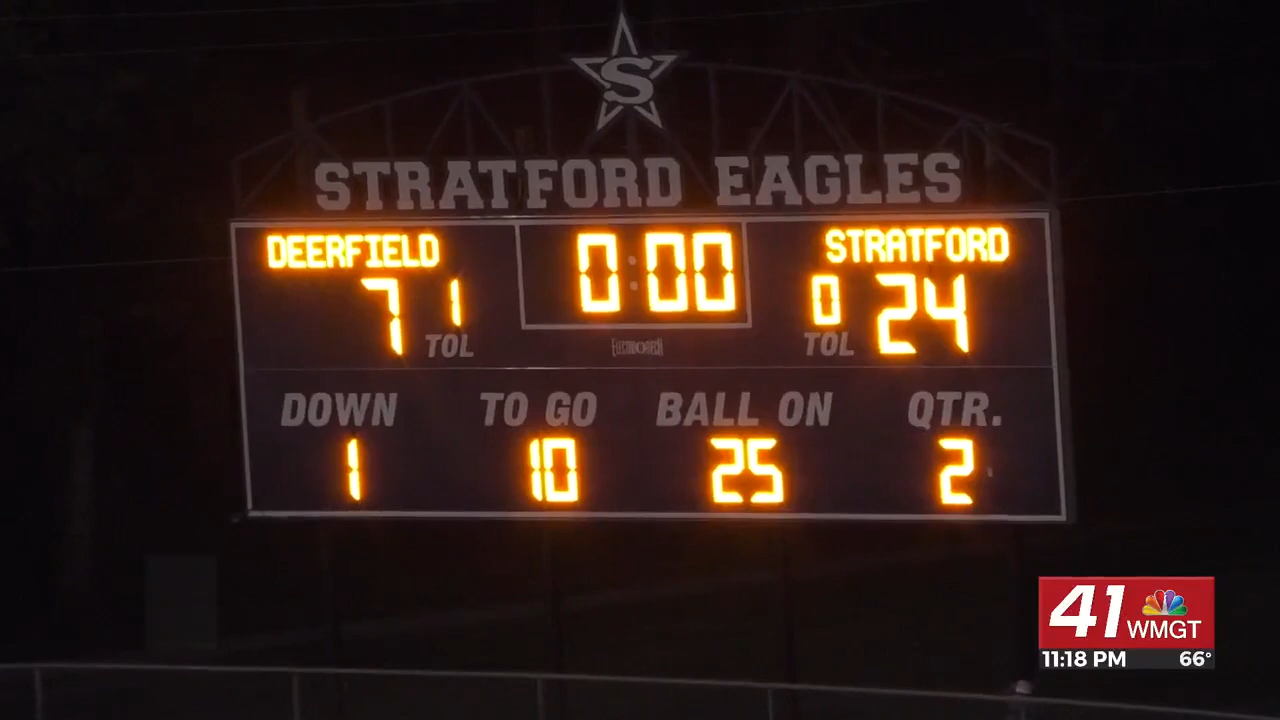 S
STRATFORD EAGLES
DEERFIELD 0:00 STRATFORD
7 1 0 24
TOL TOL
DOWN TO GO BALL ON QTR.
1 10 25 2
41 WMGT
11:18 PM 66°